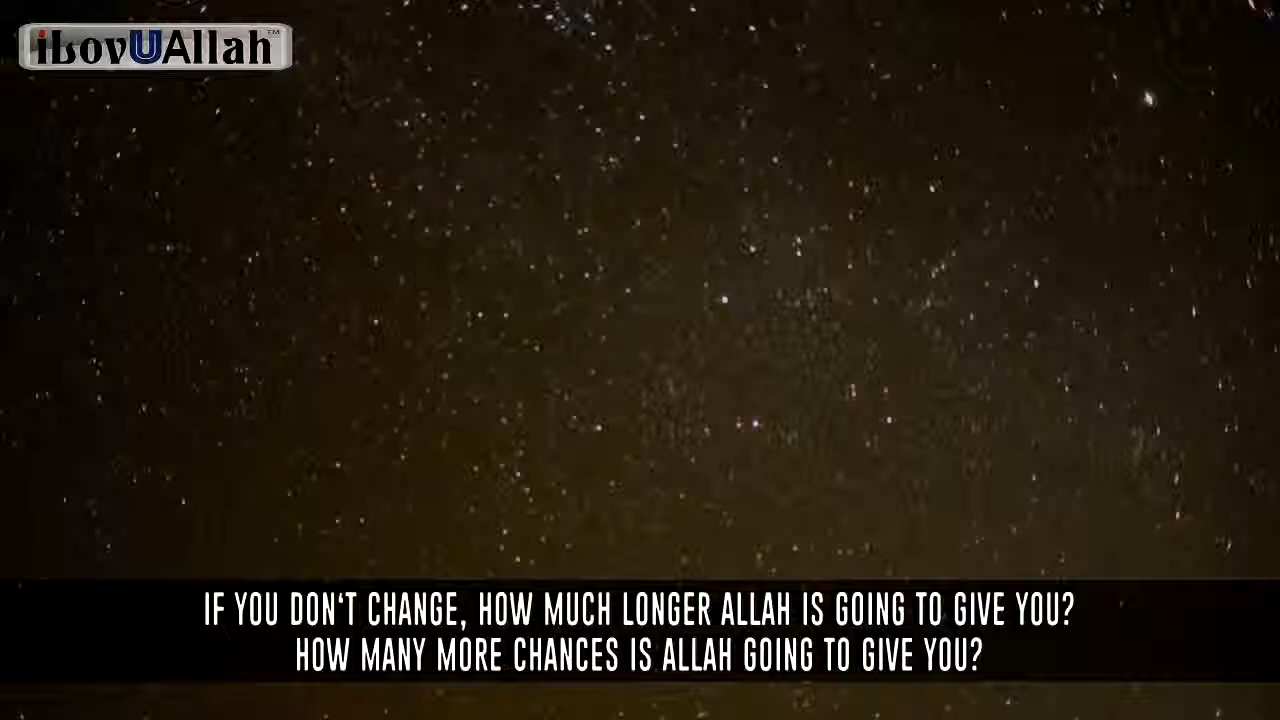 iLovUAllah™
IF YOU DON'T CHANGE, HOW MUCH LONGER ALLAH IS GOING TO GIVE YOU?
HOW MANY MORE CHANCES IS ALLAH GOING TO GIVE YOU?